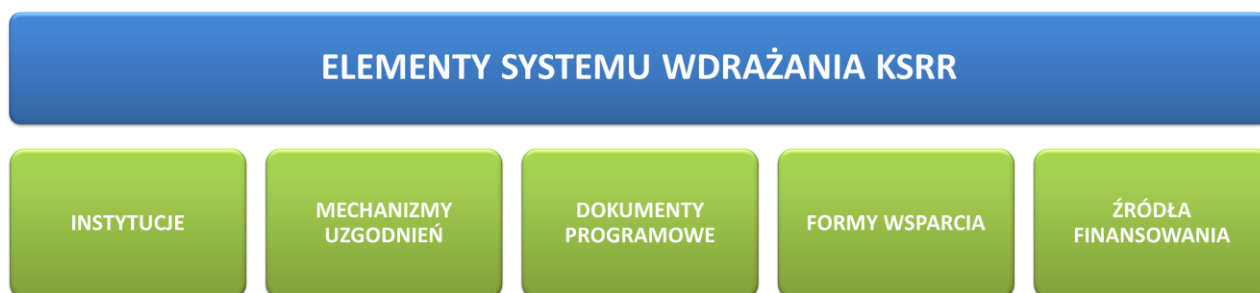 ELEMENTY SYSTEMU WDRAŻANIA KSRR
INSTYTUCJE
MECHANIZMY
UZGODNIEŃ
DOKUMENTY
PROGRAMOWE
FORMY WSPARCIA
ŹRÓDŁA
FINANSOWANIA